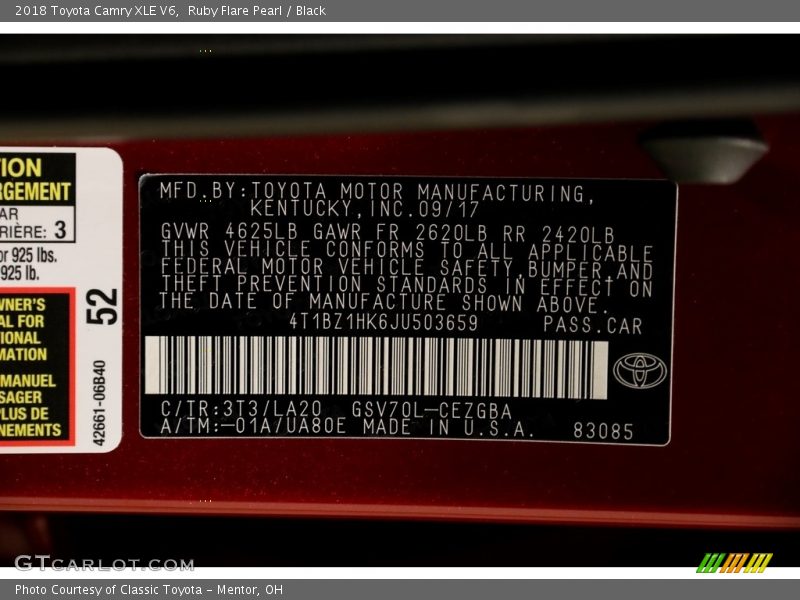 2018 Toyota Camry XLE V6, Ruby Flare Pearl / Black
TION
RGEMENT
AR
RIÈRE: 3
or 925 lbs.
925 lb.
WNER'S
AL FOR
IONAL
MATION
MANUEL
SAGER
PLUS DE
NEMENTS
52
42661-06B40
MFD.BY:TOYOTA MOTOR MANUFACTURING,
KENTUCKY,INC.09/17
GVWR 4625LB GAWR FR 2620LB RR 2420LB
THIS VEHICLE CONFORMS TO ALL APPLICABLE
FEDERAL MOTOR VEHICLE SAFETY,BUMPER,AND
THEFT PREVENTION STANDARDS IN EFFECT ON
THE DATE OF MANUFACTURE SHOWN ABOVE.
4T1BZ1HK6JU503659 PASS.CAR
C/TR:3T3/LA20 GSV70L-CEZGBA
A/TM:-01A/UA80E MADE IN U.S.A. 83085
GTCARLOT.COM
Photo Courtesy of Classic Toyota - Mentor, OH